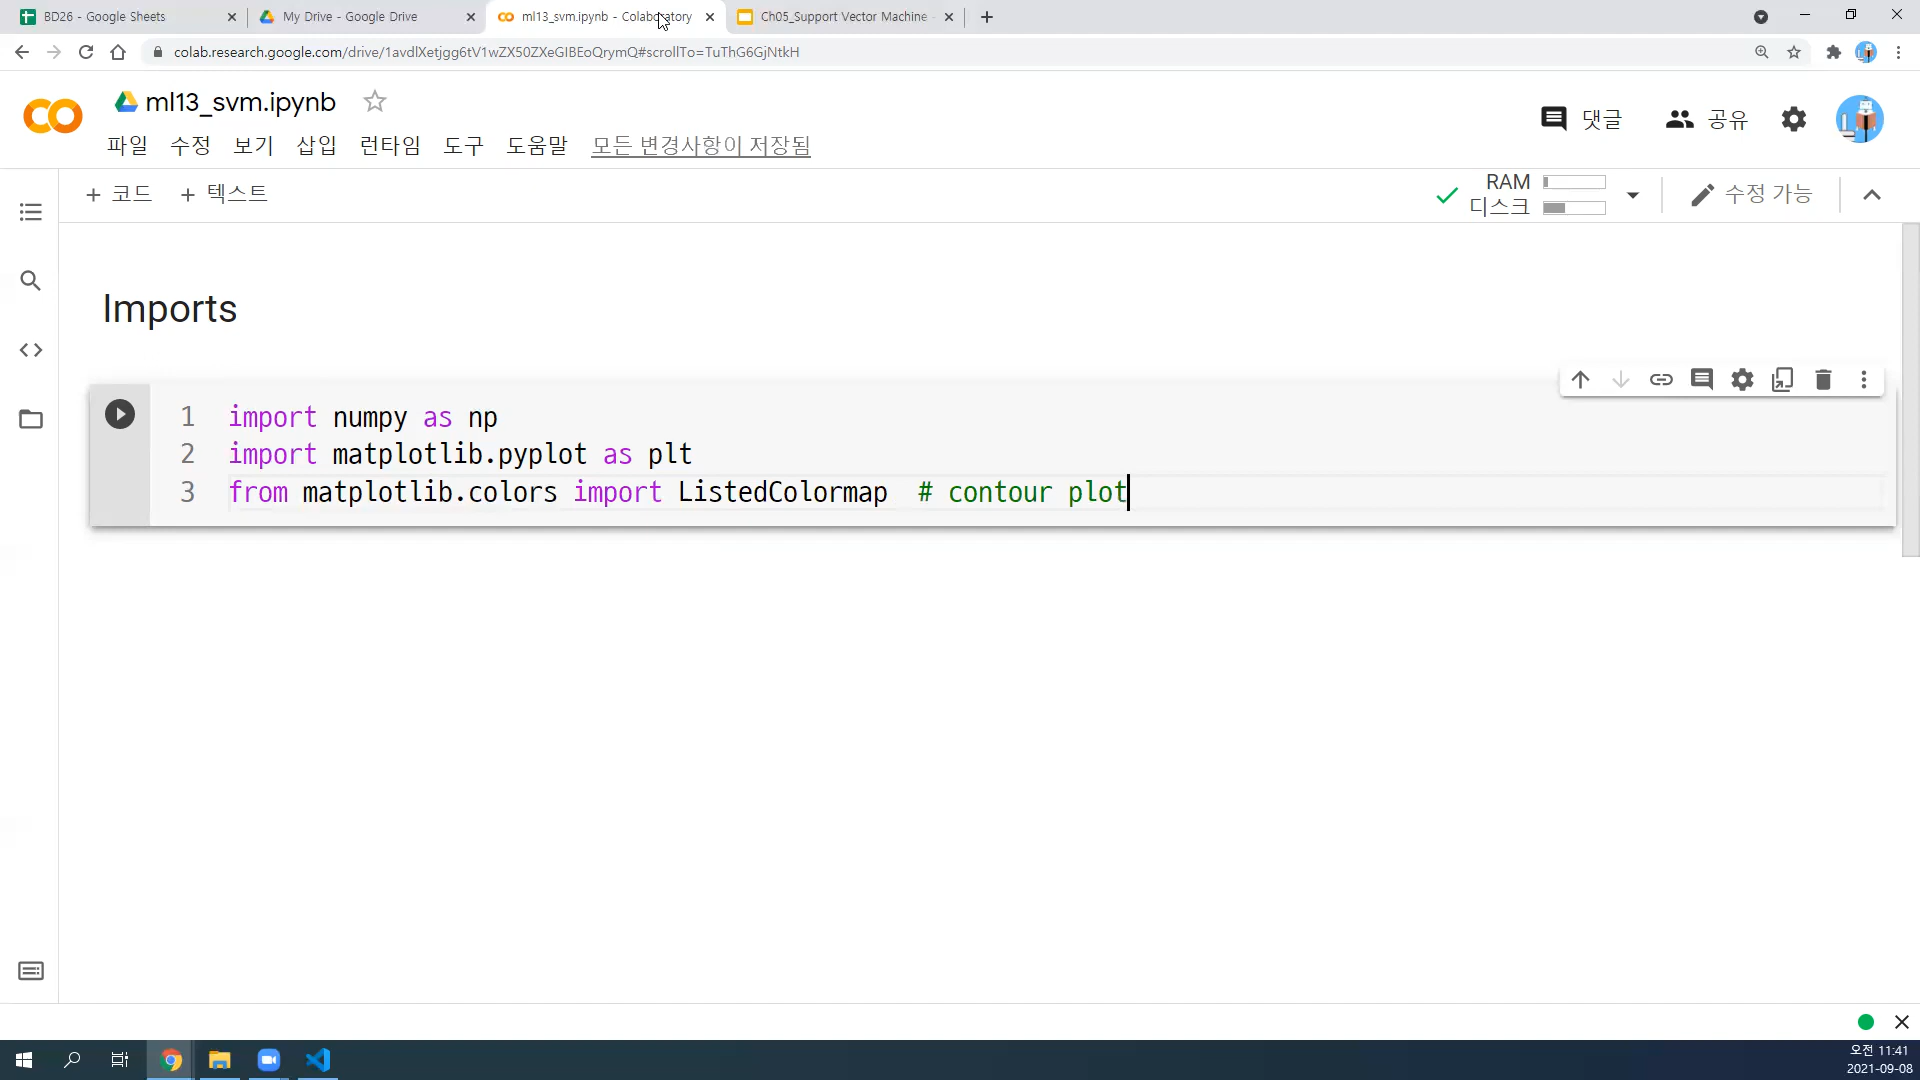 BD26 - Google Sheets
My Drive - Google Drive
ml13_svm.ipynb - Colaboratory
Ch05_Support Vector Machine
colab.research.google.com/drive/1avdlXetjgg6tV1wZX50ZXeGIBEoQrymQ#scrollTo=TuThG6GjNtkH
ml13_svm.ipynb
댓글
공유
파일 수정 보기 삽입 런타임 도구 도움말 모든 변경사항이 저장됨
+ 코드 + 텍스트
RAM
디스크
수정 가능
Imports
1 import numpy as np
2 import matplotlib.pyplot as plt
3 from matplotlib.colors import ListedColormap # contour plot
오전 11:41
2021-09-08